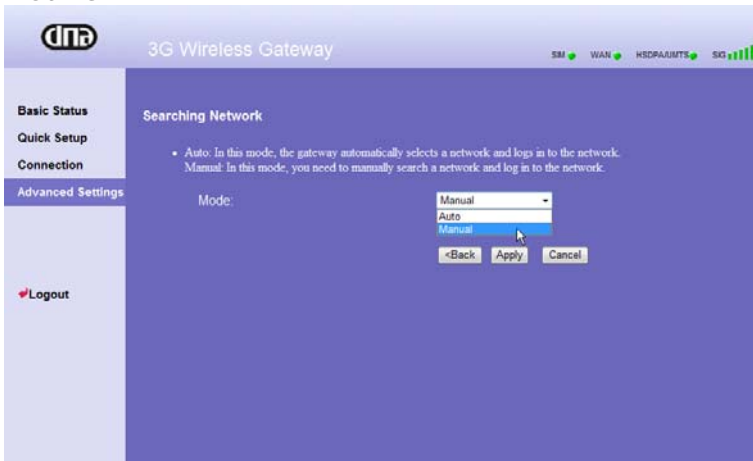 dna
3G Wireless Gateway
SIM WAN HSDPA/UMTS SIG
Basic Status
Quick Setup
Connection
Advanced Settings
Logout
Searching Network
• Auto: In this mode, the gateway automatically selects a network and logs in to the network.
Manual: In this mode, you need to manually search a network and log in to the network.
Mode:
Manual
Auto
Manual
<Back Apply Cancel